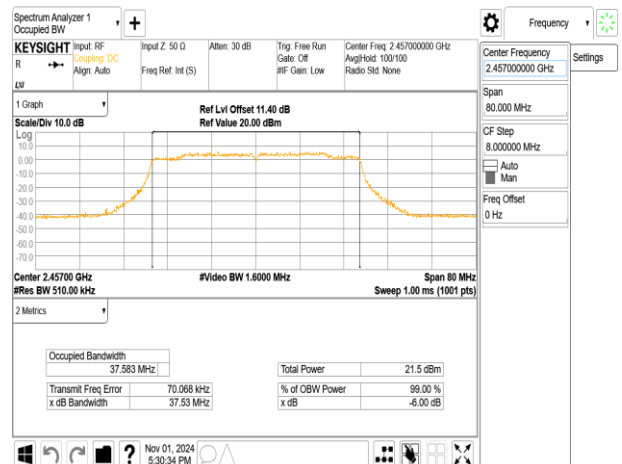 Spectrum Analyzer 1
Occupied BW
Frequency
KEYSIGHT Input: RF Input Z: 50 Ω Atten: 30 dB Trig: Free Run Center Freq: 2.457000000 GHz
R Coupling: DC Gate: Off Avg|Hold: 100/100
Align: Auto Freq Ref: Int (S) #IF Gain: Low Radio Std: None
LXI
Center Frequency
2.457000000 GHz
Settings
Span
80.000 MHz
CF Step
8.000000 MHz
Auto
Man
Freq Offset
0 Hz
1 Graph
Ref Lvl Offset 11.40 dB
Scale/Div 10.0 dB Ref Value 20.00 dBm
Log
10.0
0.00
-10.0
-20.0
-30.0
-40.0
-50.0
-60.0
-70.0
Center 2.45700 GHz #Video BW 1.6000 MHz Span 80 MHz
#Res BW 510.00 kHz Sweep 1.00 ms (1001 pts)
2 Metrics
Occupied Bandwidth
37.583 MHz Total Power 21.5 dBm
Transmit Freq Error 70.068 kHz % of OBW Power 99.00 %
x dB Bandwidth 37.53 MHz x dB -6.00 dB
Nov 01, 2024
5:30:34 PM